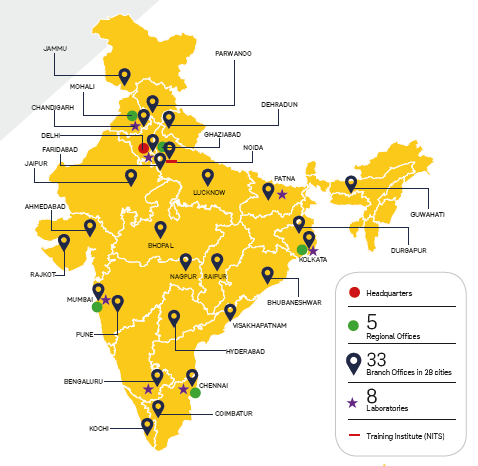 JAMMU
PARWANOO
MOHALI
CHANDIGARH
DEHRADUN
DELHI
GHAZIABAD
FARIDABAD
NOIDA
JAIPUR
PATNA
LUCKNOW
AHMEDABAD
GUWAHATI
BHOPAL
DURGAPUR
KOLKATA
RAJKOT
NAGPUR
RAIPUR
MUMBAI
BHUBANESHWAR
VISAKHAPATNAM
PUNE
HYDERABAD
BENGALURU
CHENNAI
COIMBATUR
KOCHI
Headquarters
5
Regional Offices
33
Branch Offices in 28 cities
8
Laboratories
Training Institute (NITS)